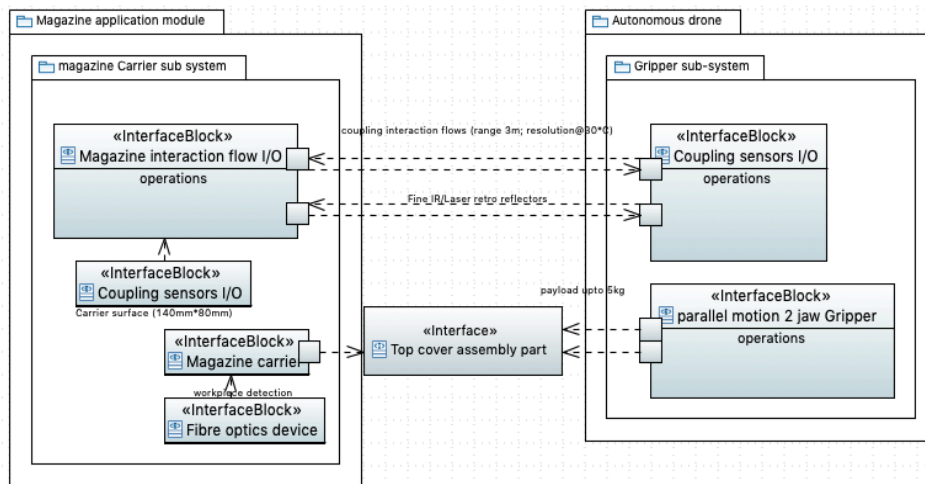 Magazine application module
magazine Carrier sub system
«InterfaceBlock»
Magazine interaction flow I/O
operations
«InterfaceBlock»
Coupling sensors I/O
Carrier surface (140mm*80mm)
«InterfaceBlock»
Magazine carrier
workpiece detection
«InterfaceBlock»
Fibre optics device
coupling interaction flows (range 3m; resolution@30°C)
Fine IR/Laser retro reflectors
payload upto 5kg
«Interface»
Top cover assembly part
Autonomous drone
Gripper sub-system
«InterfaceBlock»
Coupling sensors I/O
operations
«InterfaceBlock»
parallel motion 2 jaw Gripper
operations